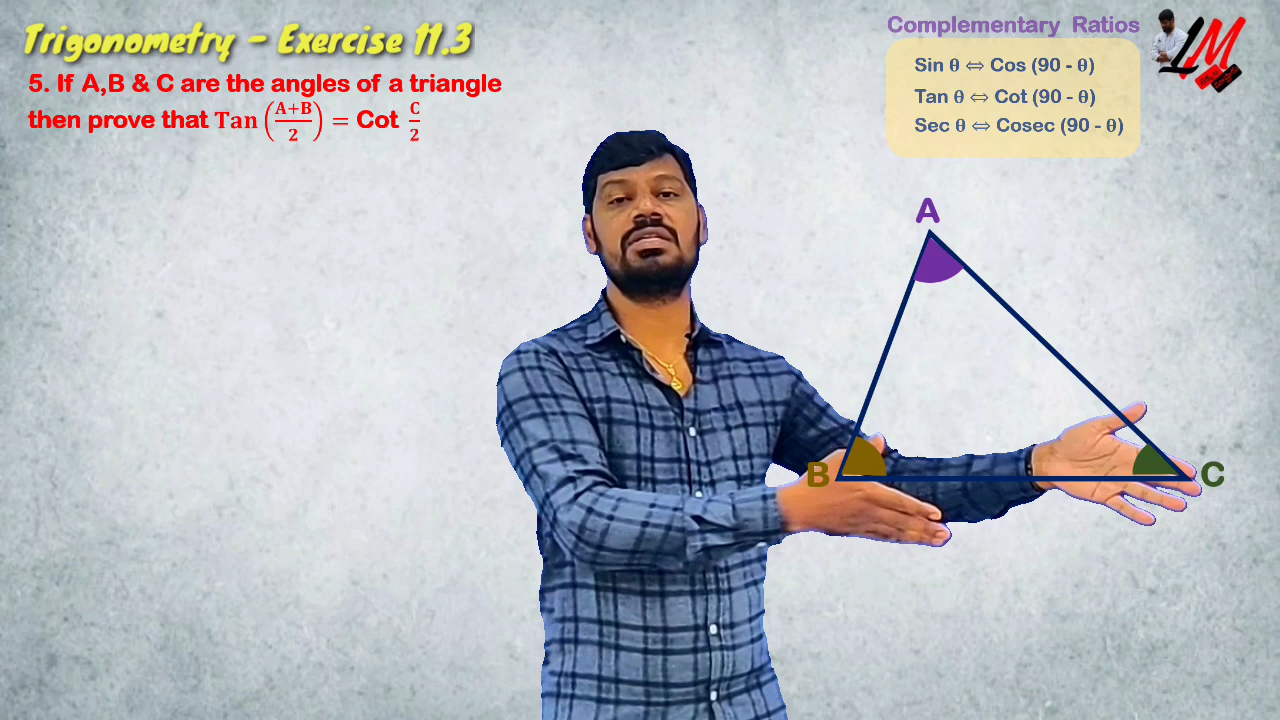 Trigonometry - Exercise 11.3
5. If A,B & C are the angles of a triangle
then prove that Tan (A+B/2) = Cot C/2
Complementary Ratios
Sin θ ⇔ Cos (90 - θ)
Tan θ ⇔ Cot (90 - θ)
Sec θ ⇔ Cosec (90 - θ)
LM
A
B
C